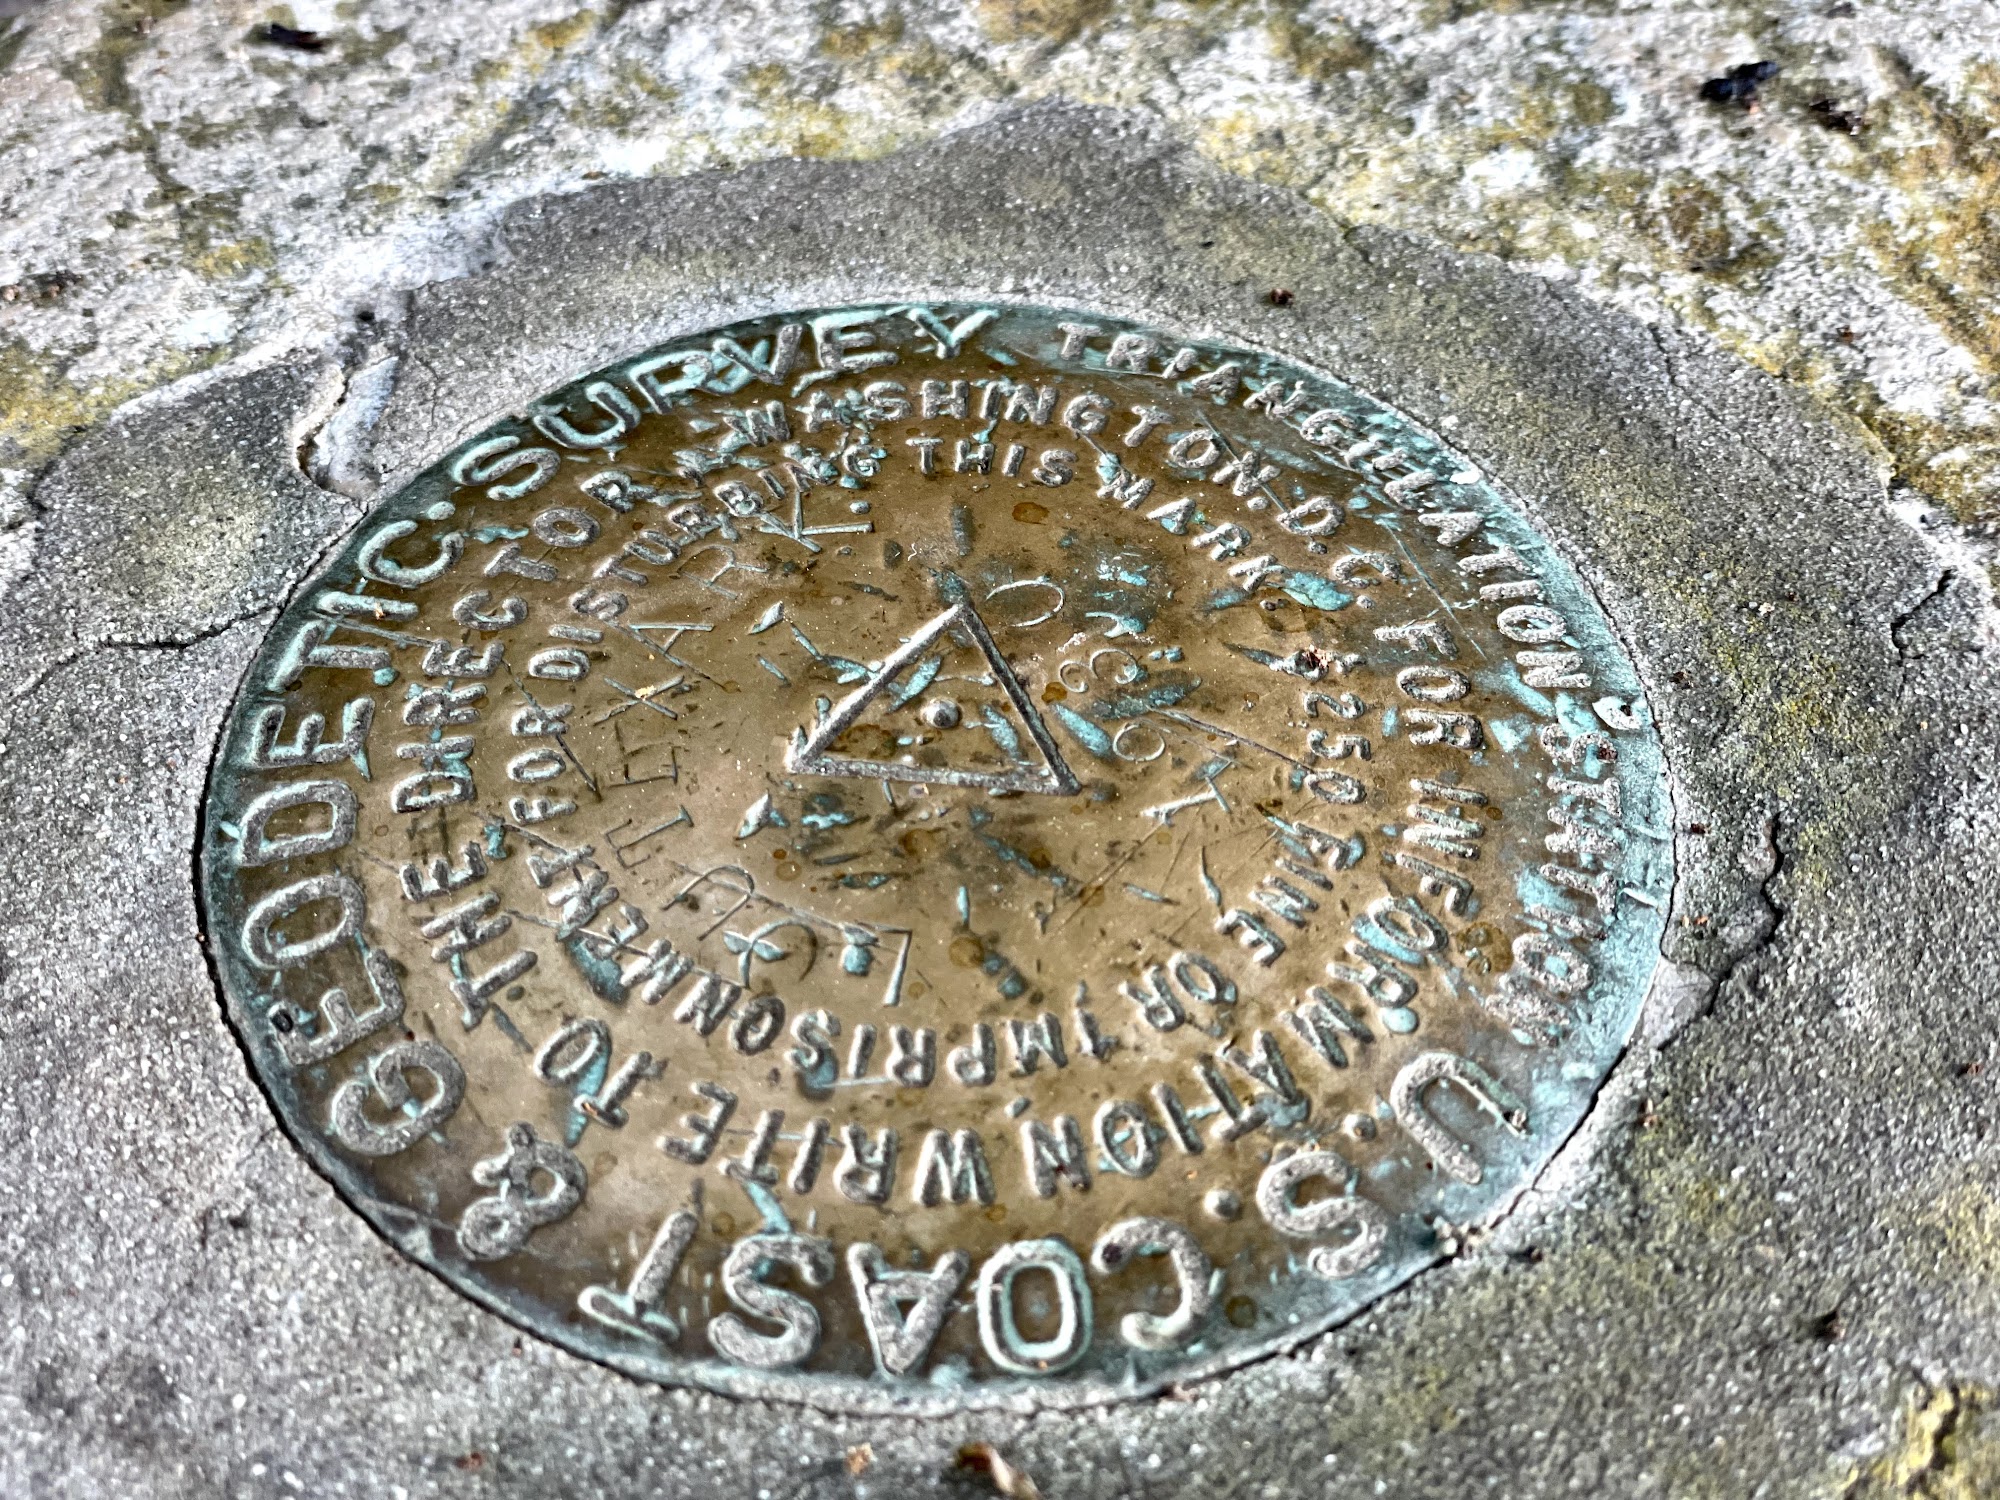 U.S. COAST & GEODETIC SURVEY TRIANGULATION STATION
FOR INFORMATION WRITE TO THE DIRECTOR, WASHINGTON, D.C.
$250 FINE OR IMPRISONMENT FOR DISTURBING THIS MARK